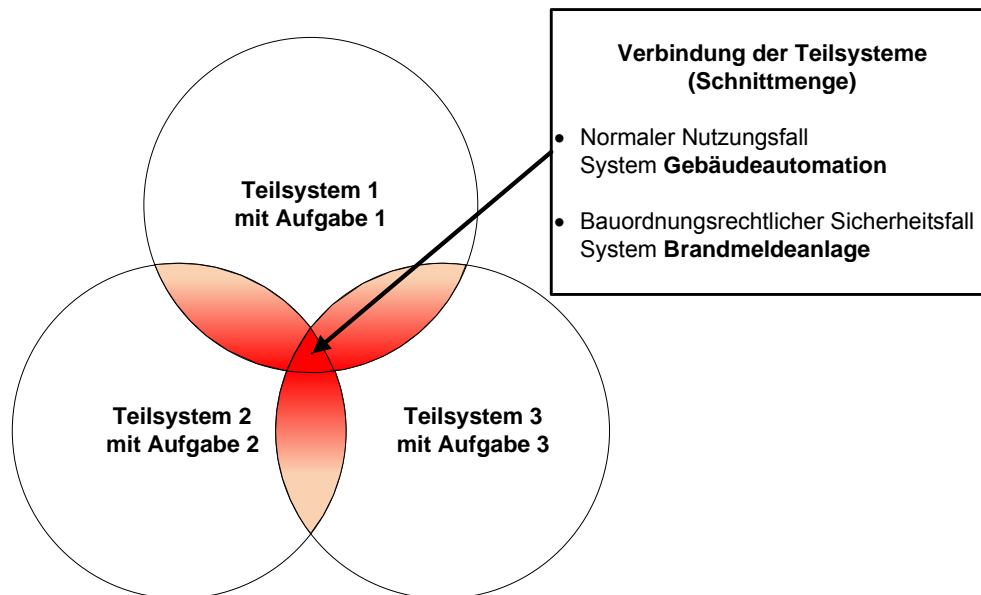 Verbindung der Teilsysteme
(Schnittmenge)
• Normaler Nutzungsfall
System Gebäudeautomation
• Bauordnungsrechtlicher Sicherheitsfall
System Brandmeldeanlage
Teilsystem 1
mit Aufgabe 1
Teilsystem 2
mit Aufgabe 2
Teilsystem 3
mit Aufgabe 3